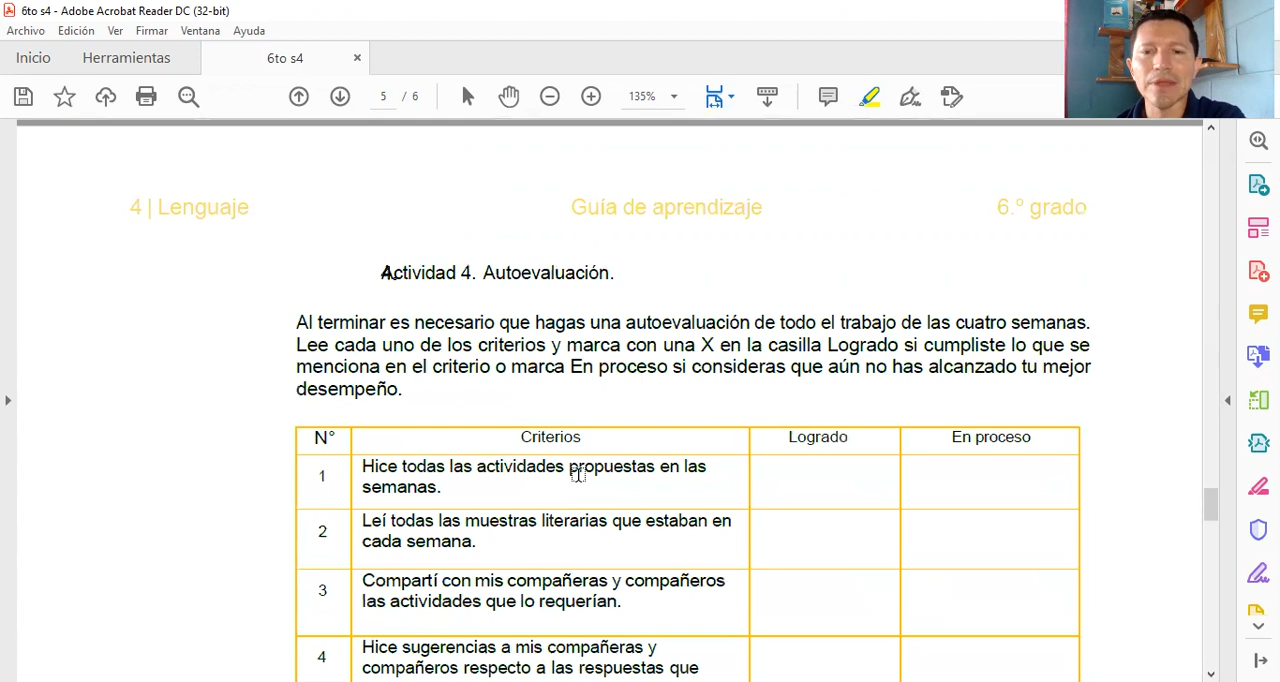 6to s4 - Adobe Acrobat Reader DC (32-bit)
Archivo Edición Ver Firmar Ventana Ayuda
Inicio Herramientas 6to s4 ×
5 / 6 135%
4 | Lenguaje Guía de aprendizaje 6.º grado
Actividad 4. Autoevaluación.
Al terminar es necesario que hagas una autoevaluación de todo el trabajo de las cuatro semanas.
Lee cada uno de los criterios y marca con una X en la casilla Logrado si cumpliste lo que se
menciona en el criterio o marca En proceso si consideras que aún no has alcanzado tu mejor
desempeño.
N° Criterios Logrado En proceso
1 Hice todas las actividades propuestas en las
semanas.
2 Leí todas las muestras literarias que estaban en
cada semana.
3 Compartí con mis compañeras y compañeros
las actividades que lo requerían.
4 Hice sugerencias a mis compañeras y
compañeros respecto a las respuestas que